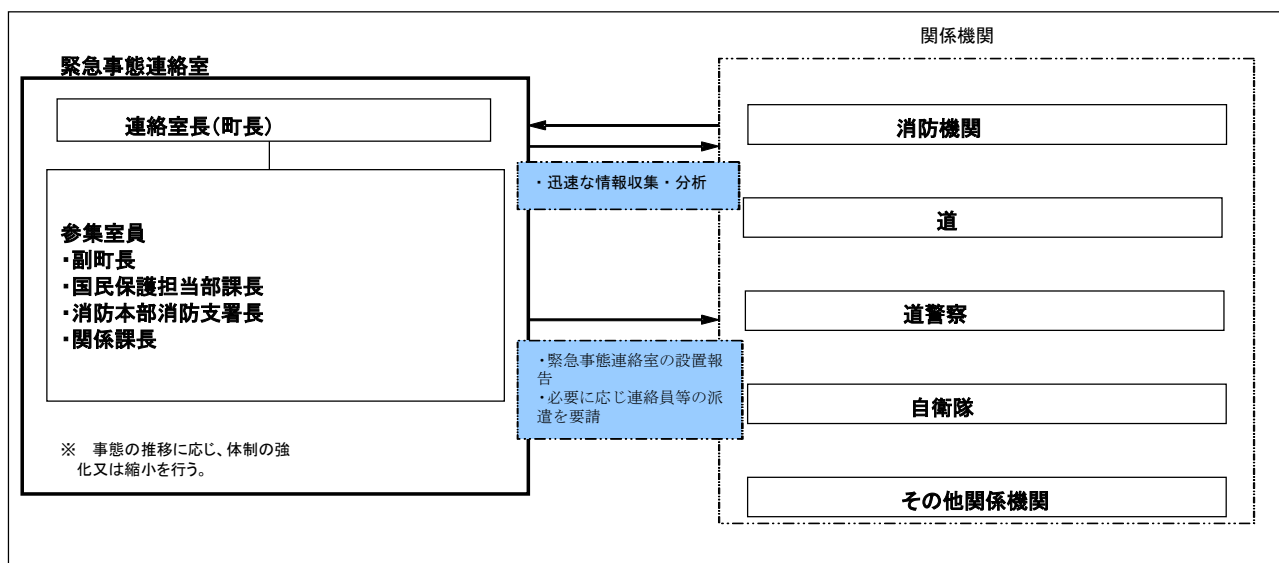 緊急事態連絡室
連絡室長(町長)
参集室員
・副町長
・国民保護担当部課長
・消防本部消防支署長
・関係課長
※　事態の推移に応じ、体制の強
化又は縮小を行う。
・迅速な情報収集・分析
・緊急事態連絡室の設置報
告
・必要に応じ連絡員等の派
遣を要請
関係機関
消防機関
道
道警察
自衛隊
その他関係機関